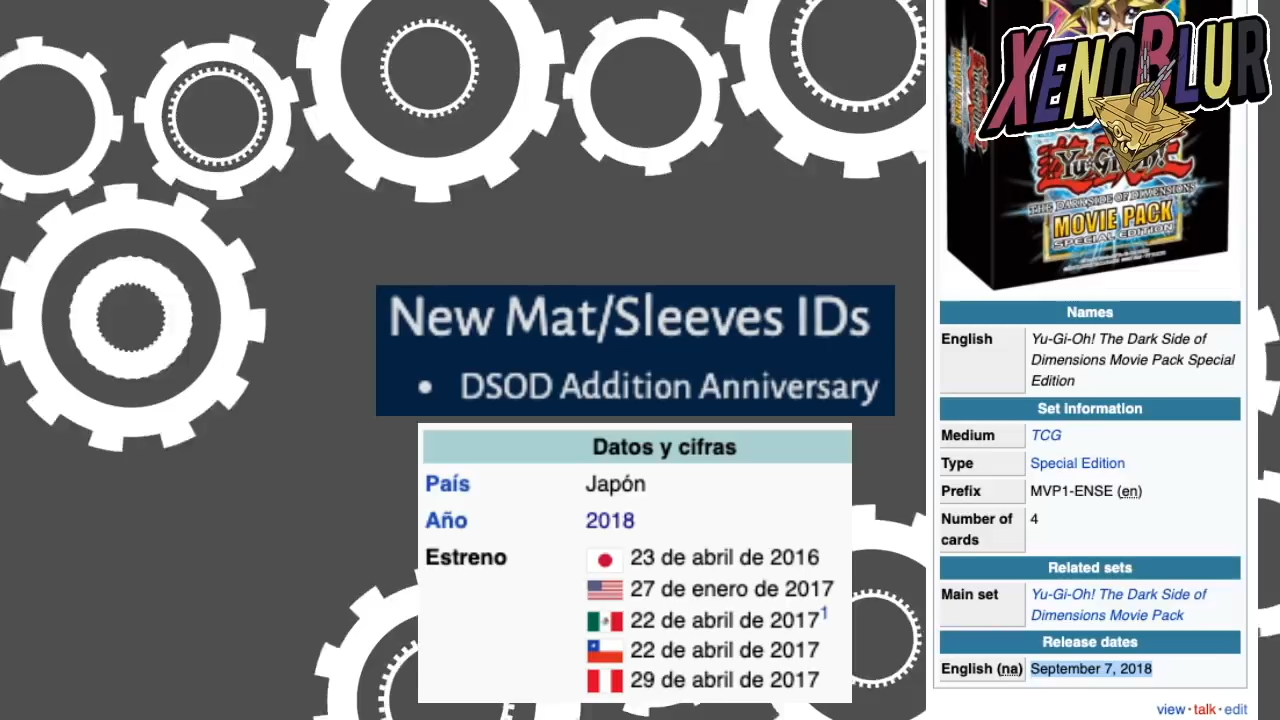 New Mat/Sleeves IDs
• DSOD Addition Anniversary
Datos y cifras
País Japón
Año 2018
Estreno 23 de abril de 2016
27 de enero de 2017
22 de abril de 2017¹
22 de abril de 2017
29 de abril de 2017
XENOBLUR
Yu-Gi-Oh!
THE DARK SIDE OF DIMENSIONS
MOVIE PACK
SPECIAL EDITION
Names
English Yu-Gi-Oh! The Dark Side of
Dimensions Movie Pack Special
Edition
Set information
Medium TCG
Type Special Edition
Prefix MVP1-ENSE (en)
Number of 4
cards
Related sets
Main set Yu-Gi-Oh! The Dark Side of
Dimensions Movie Pack
Release dates
English (na) September 7, 2018
view · talk · edit